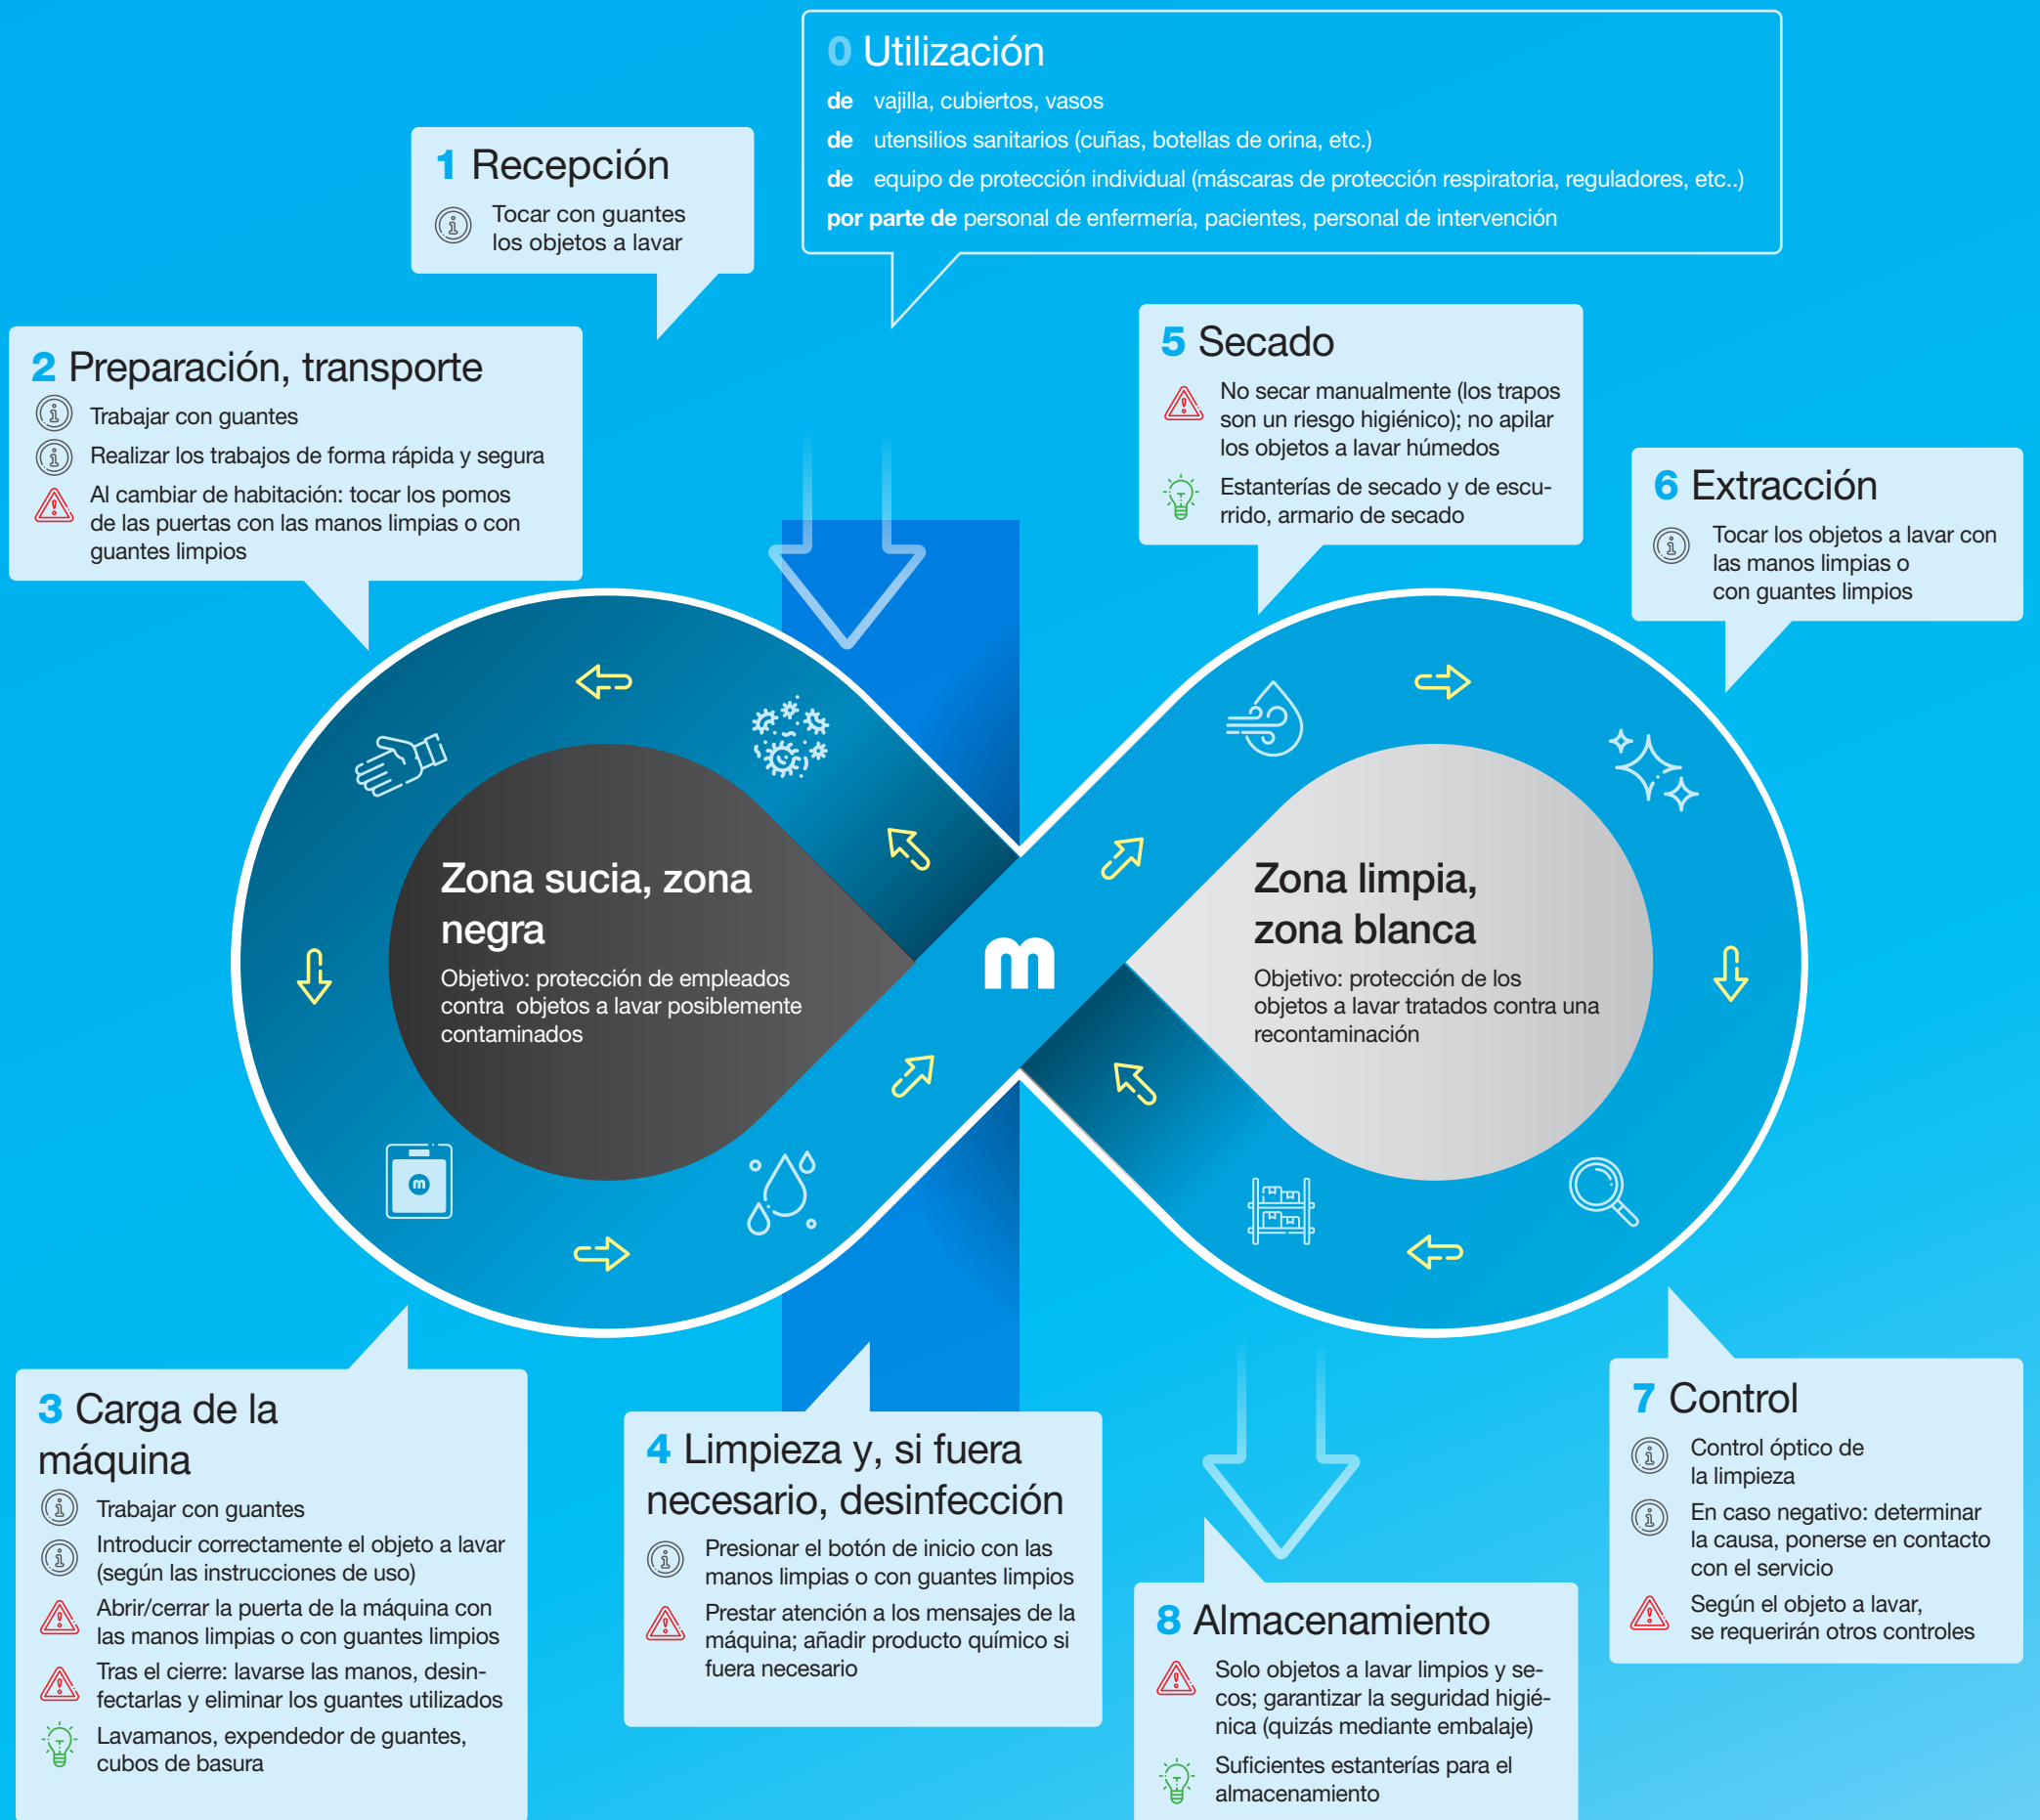 0 Utilización
de vajilla, cubiertos, vasos
de utensilios sanitarios (cuñas, botellas de orina, etc.)
de equipo de protección individual (máscaras de protección respiratoria, reguladores, etc..)
por parte de personal de enfermería, pacientes, personal de intervención
1 Recepción
Tocar con guantes
los objetos a lavar
2 Preparación, transporte
Trabajar con guantes
Realizar los trabajos de forma rápida y segura
Al cambiar de habitación: tocar los pomos
de las puertas con las manos limpias o con
guantes limpios
5 Secado
No secar manualmente (los trapos
son un riesgo higiénico); no apilar
los objetos a lavar húmedos
Estanterías de secado y de escu-
rrido, armario de secado
6 Extracción
Tocar los objetos a lavar con
las manos limpias o
con guantes limpios
Zona sucia, zona
negra
Objetivo: protección de empleados
contra objetos a lavar posiblemente
contaminados
m
Zona limpia,
zona blanca
Objetivo: protección de los
objetos a lavar tratados contra una
recontaminación
m
3 Carga de la
máquina
Trabajar con guantes
Introducir correctamente el objeto a lavar
(según las instrucciones de uso)
Abrir/cerrar la puerta de la máquina con
las manos limpias o con guantes limpios
Tras el cierre: lavarse las manos, desin-
fectarlas y eliminar los guantes utilizados
Lavamanos, expendedor de guantes,
cubos de basura
4 Limpieza y, si fuera
necesario, desinfección
Presionar el botón de inicio con las
manos limpias o con guantes limpios
Prestar atención a los mensajes de la
máquina; añadir producto químico si
fuera necesario
8 Almacenamiento
Solo objetos a lavar limpios y se-
cos; garantizar la seguridad higié-
nica (quizás mediante embalaje)
Suficientes estanterías para el
almacenamiento
7 Control
Control óptico de
la limpieza
En caso negativo: determinar
la causa, ponerse en contacto
con el servicio
Según el objeto a lavar,
se requerirán otros controles